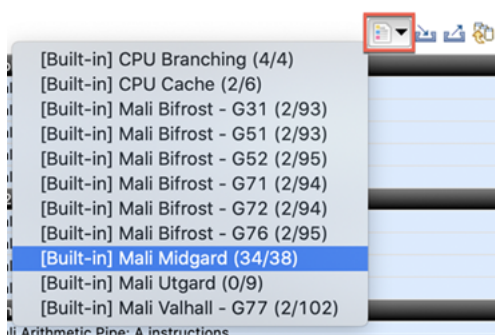 [Built-in] CPU Branching (4/4)
[Built-in] CPU Cache (2/6)
[Built-in] Mali Bifrost - G31 (2/93)
[Built-in] Mali Bifrost - G51 (2/93)
[Built-in] Mali Bifrost - G52 (2/95)
[Built-in] Mali Bifrost - G71 (2/94)
[Built-in] Mali Bifrost - G72 (2/94)
[Built-in] Mali Bifrost - G76 (2/95)
[Built-in] Mali Midgard (34/38)
[Built-in] Mali Utgard (0/9)
[Built-in] Mali Valhall - G77 (2/102)
Arithmetic Pipe: A instructions